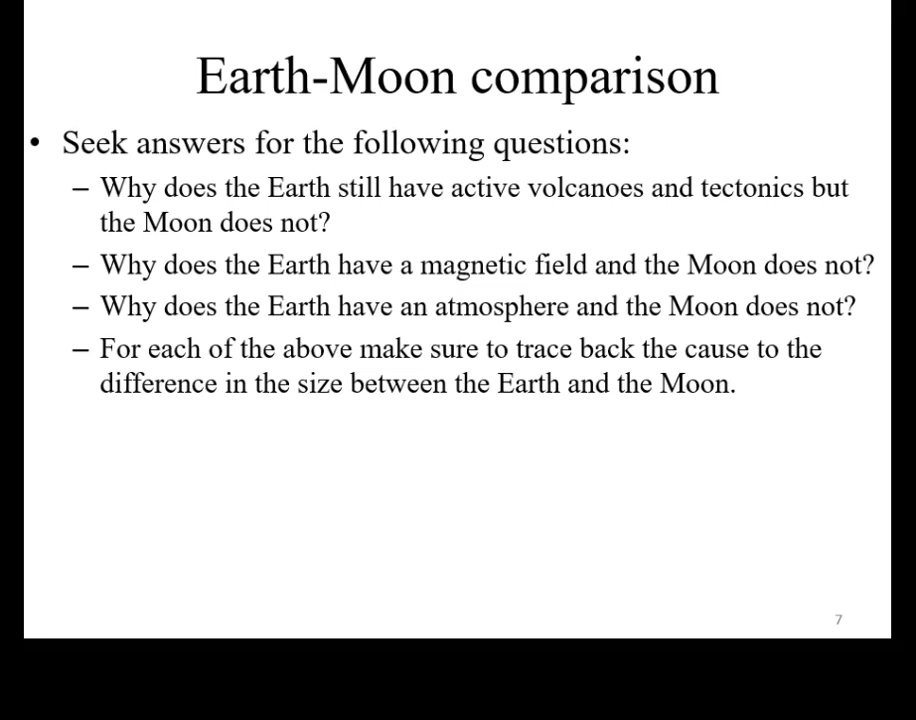 Earth-Moon comparison
• Seek answers for the following questions:
– Why does the Earth still have active volcanoes and tectonics but
the Moon does not?
– Why does the Earth have a magnetic field and the Moon does not?
– Why does the Earth have an atmosphere and the Moon does not?
– For each of the above make sure to trace back the cause to the
difference in the size between the Earth and the Moon.
7